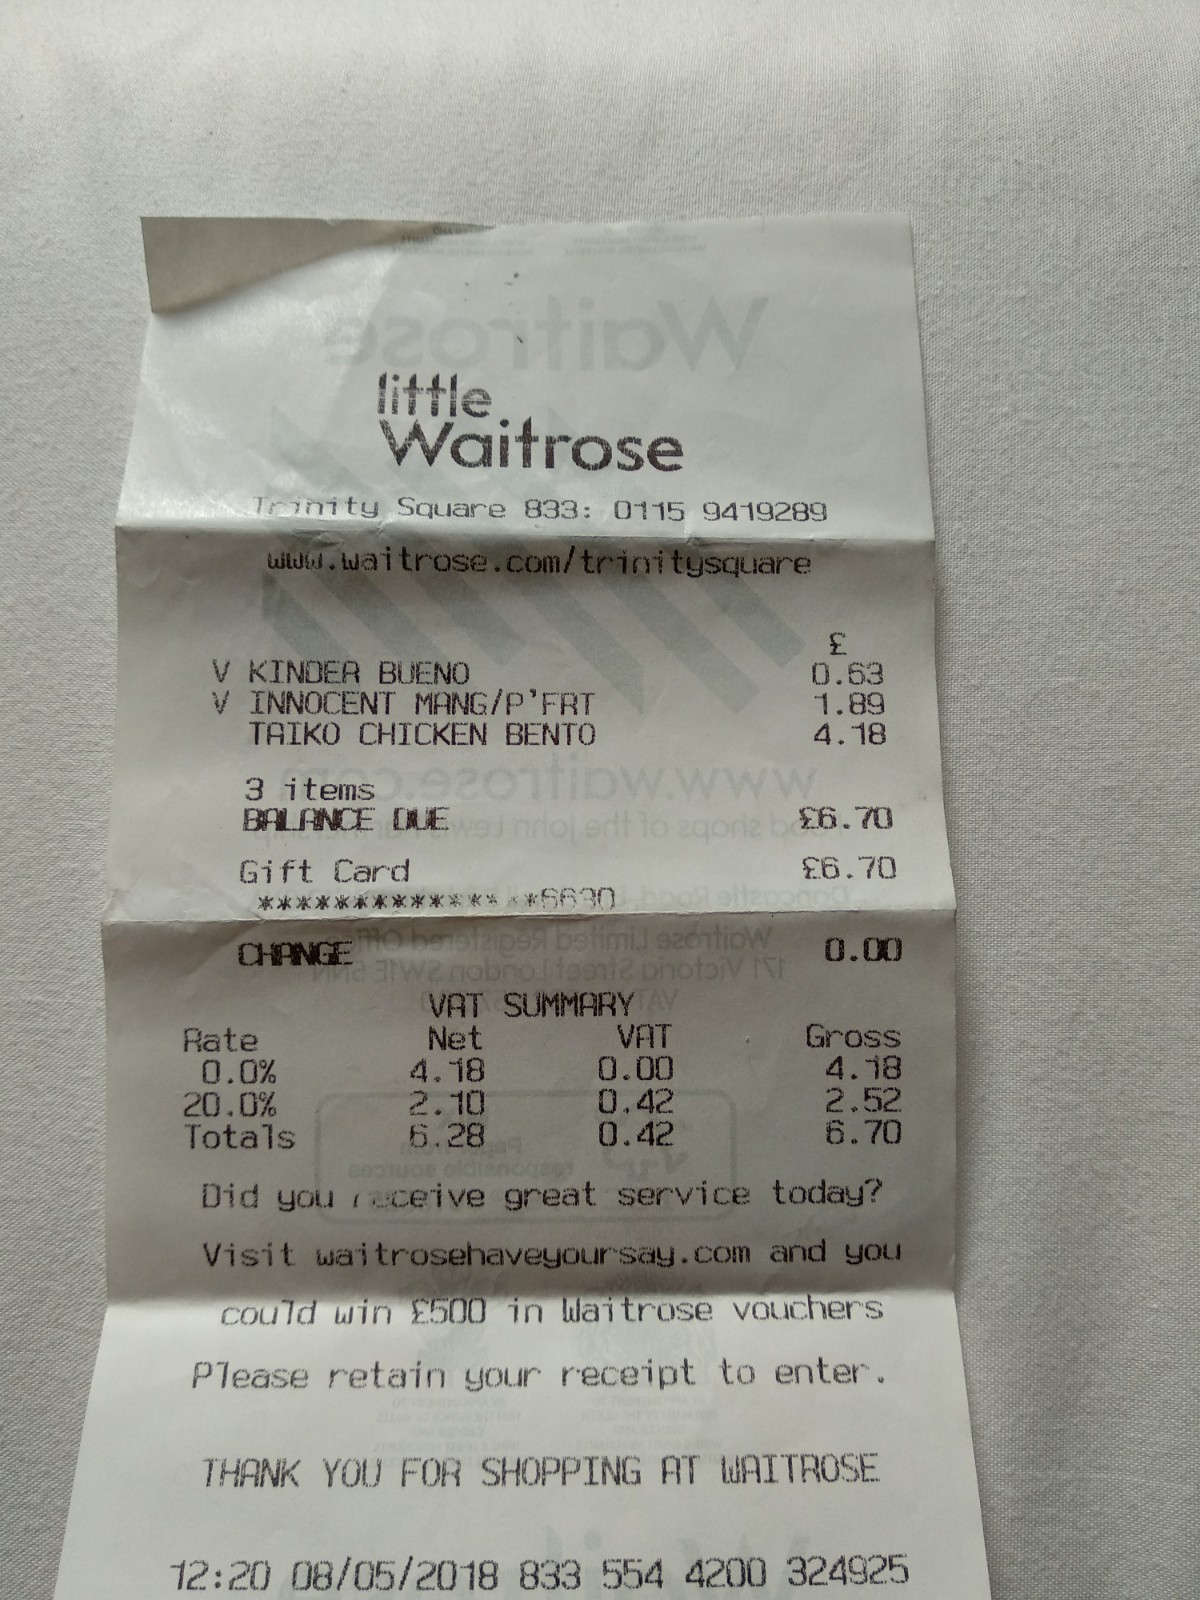 little
Waitrose
Trinity Square 833: 0115 9419289
www.waitrose.com/trinitysquare
£
V KINDER BUENO 0.63
V INNOCENT MANG/P'FRT 1.89
TAIKO CHICKEN BENTO 4.18
3 items
BALANCE DUE £6.70
Gift Card £6.70
***************6630
CHANGE 0.00
VAT SUMMARY
Rate Net VAT Gross
0.0% 4.18 0.00 4.18
20.0% 2.10 0.42 2.52
Totals 6.28 0.42 6.70
Did you receive great service today?
Visit waitrosehaveyoursay.com and you
could win £500 in Waitrose vouchers
Please retain your receipt to enter.
THANK YOU FOR SHOPPING AT WAITROSE
12:20 08/05/2018 833 554 4200 324925